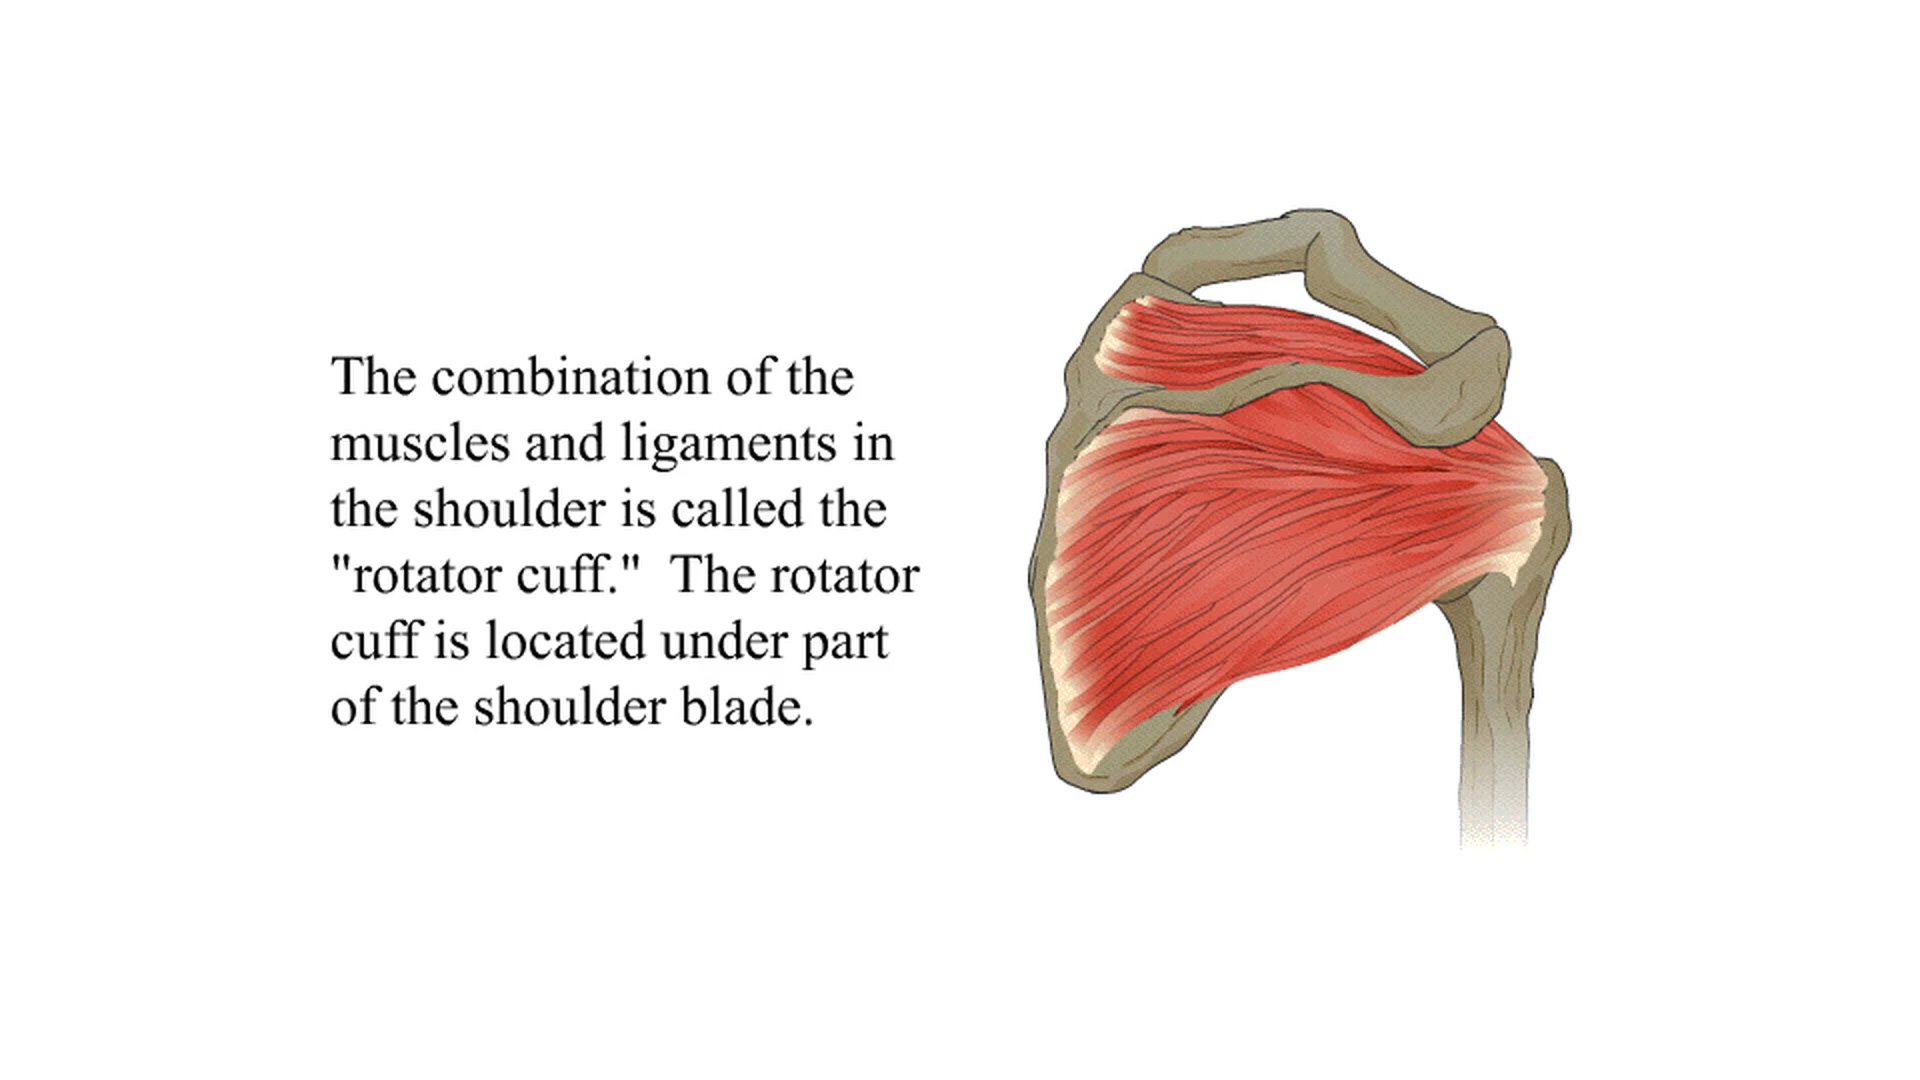 The combination of the
muscles and ligaments in
the shoulder is called the
"rotator cuff."  The rotator
cuff is located under part
of the shoulder blade.